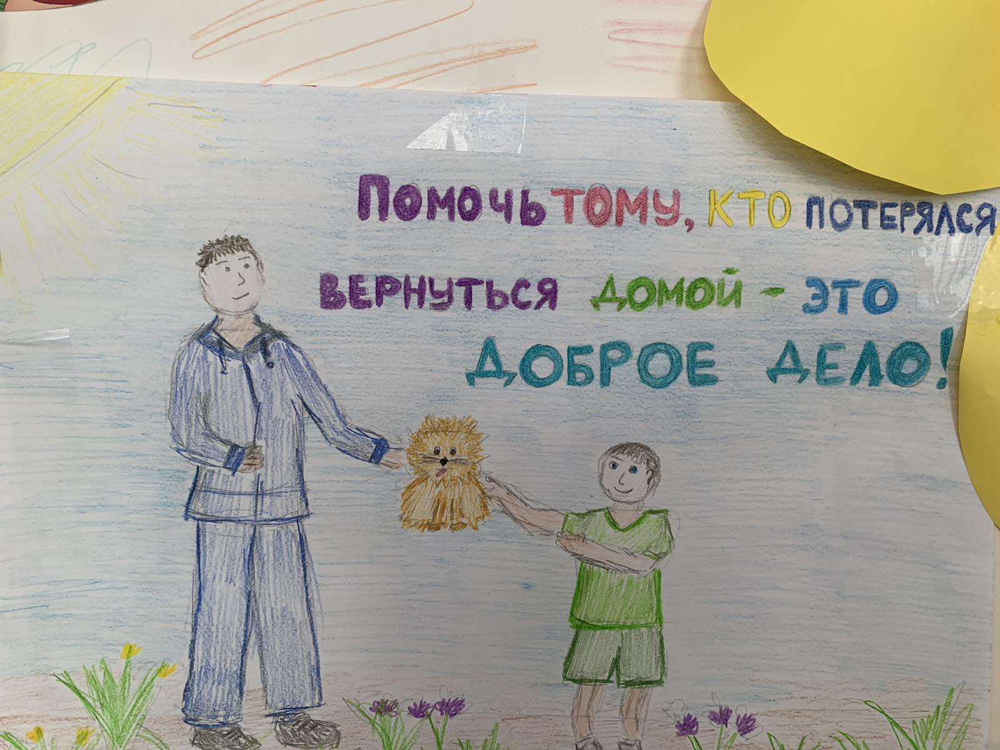 Помочь тому, кто потерялся
вернуться домой - это
доброе дело!